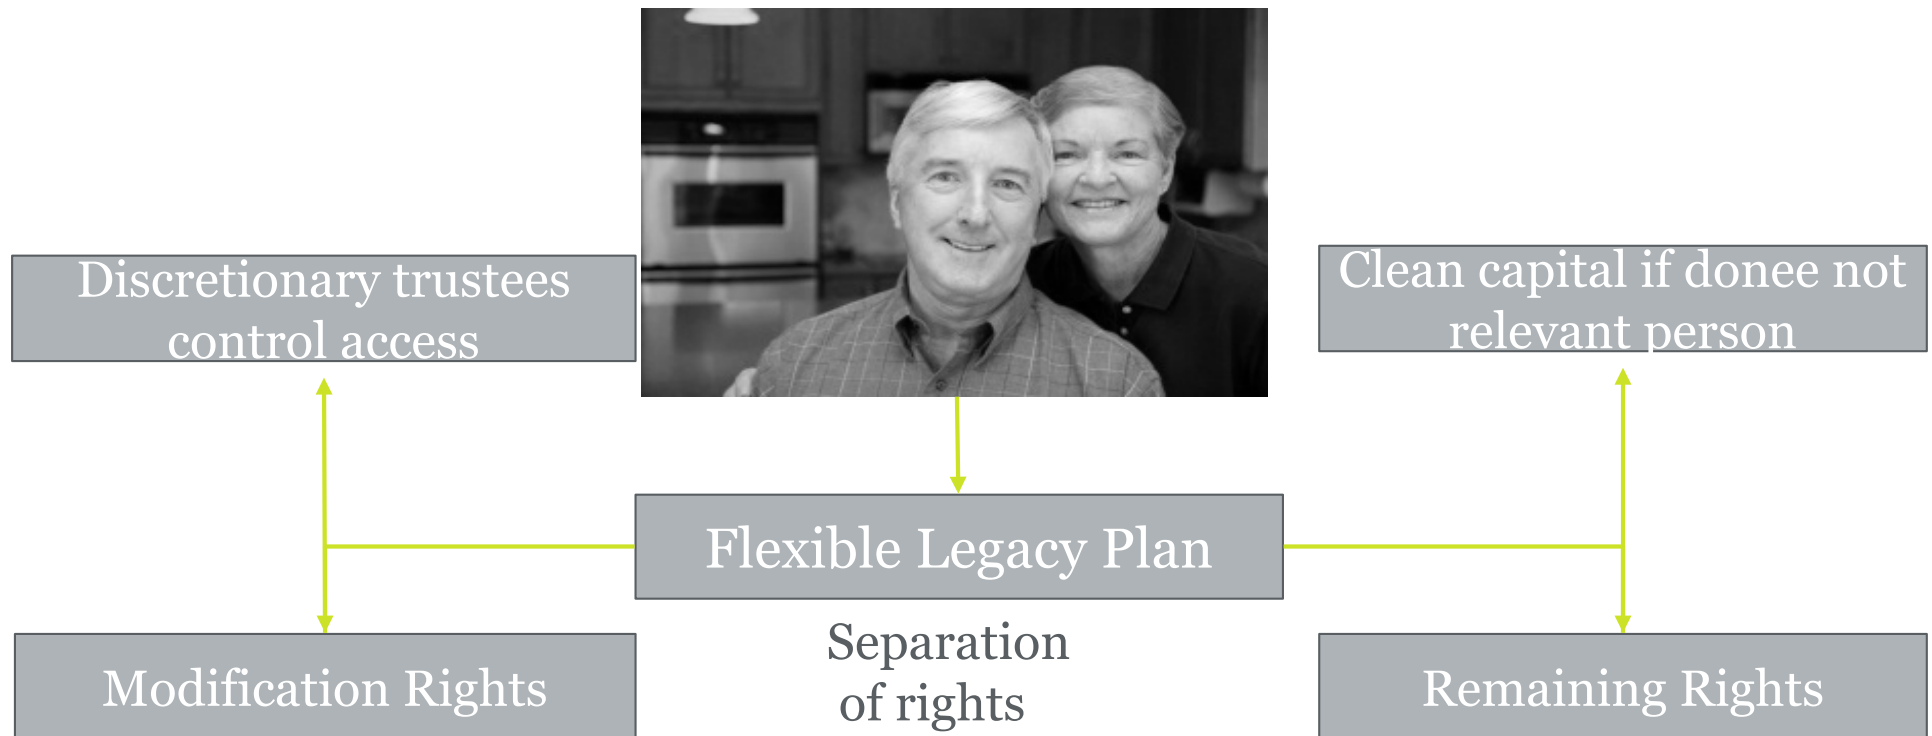 Discretionary trustees
control access
Clean capital if donee not
relevant person
Flexible Legacy Plan
Separation
of rights
Modification Rights
Remaining Rights